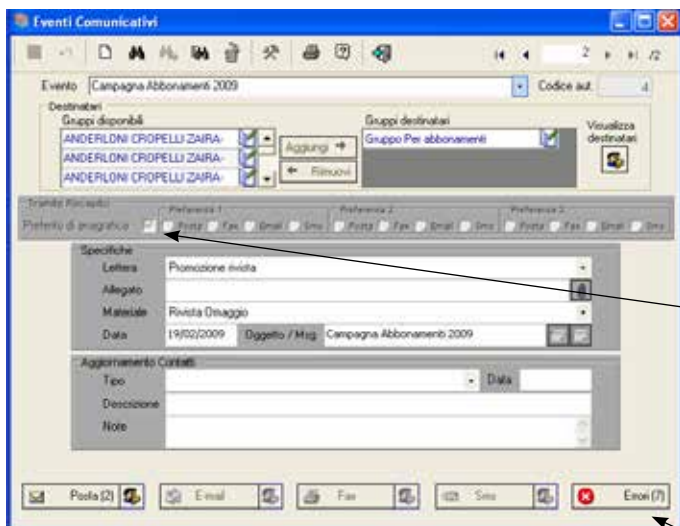 Eventi Comunicativi
2 /2
Evento Campagna Abbonamenti 2009 Codice aut. 4
Destinatari
Gruppi disponibili Gruppi destinatari Visualizza destinatari
ANDERLONI CROPELLI ZAIRA- Aggiungi Gruppo Per abbonamenti
ANDERLONI CROPELLI ZAIRA- Rimuovi
ANDERLONI CROPELLI ZAIRA-
Tramite Recapito Preferenza 1 Preferenza 2 Preferenza 3
Preferito di anagrafica Posta Fax Email Sms Posta Fax Email Sms Posta Fax Email Sms
Specifiche
Lettera Promozione rivista
Allegato
Materiale Rivista Omaggio
Data 19/02/2009 Oggetto / Msg Campagna Abbonamenti 2009
Aggiornamento Contatti
Tipo Data
Descrizione
Note
Posta (2) E-mail Fax Sms Errori (7)